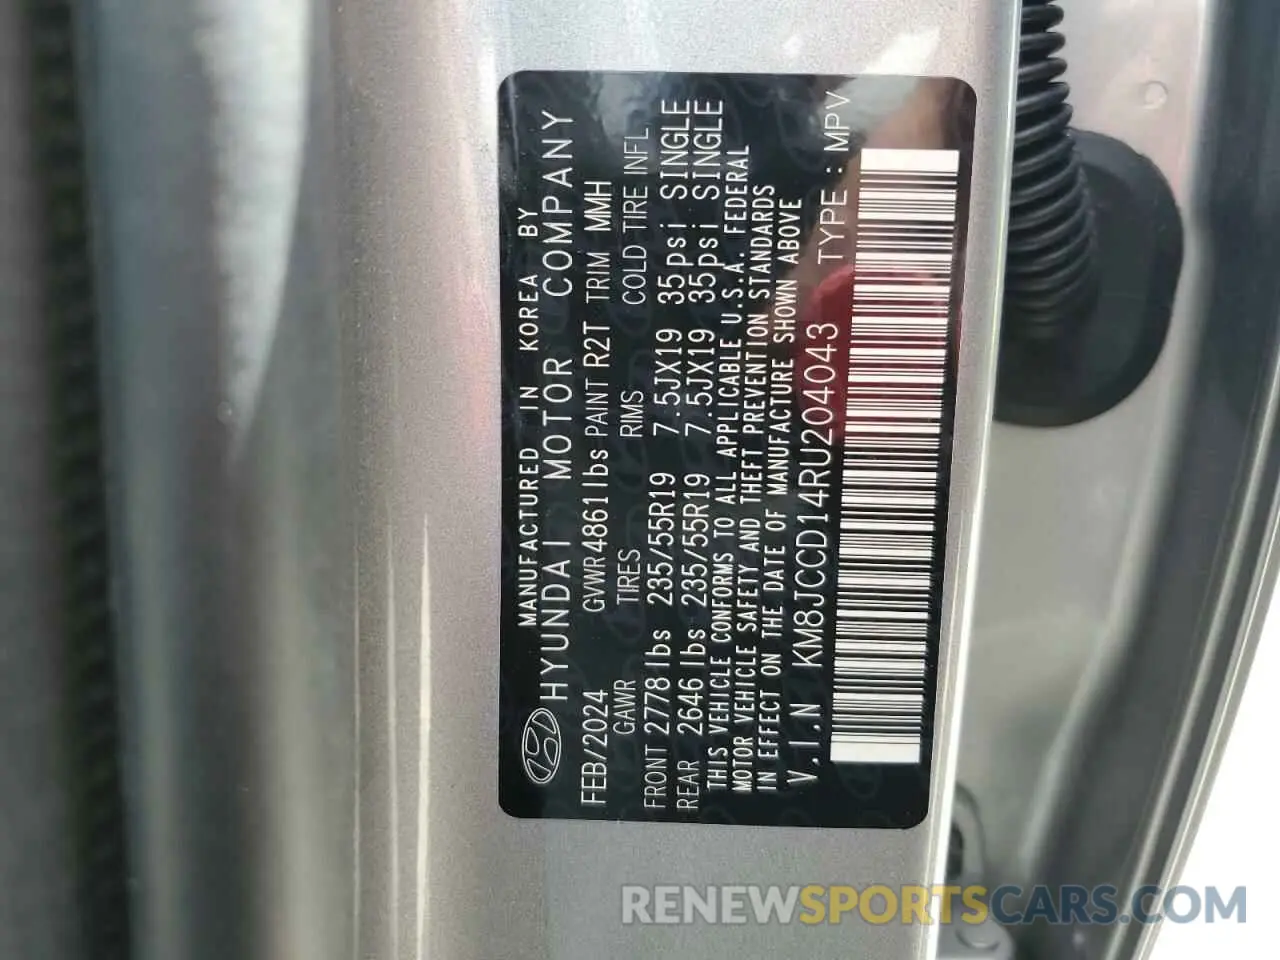 MANUFACTURED IN KOREA BY
HYUNDAI MOTOR COMPANY
FEB/2024 GVWR 4861 lbs PAINT R2T TRIM MMH
GAWR TIRES RIMS COLD TIRE INFL
FRONT 2778 lbs 235/55R19 7.5JX19 35psi SINGLE
REAR 2646 lbs 235/55R19 7.5JX19 35psi SINGLE
THIS VEHICLE CONFORMS TO ALL APPLICABLE U.S.A. FEDERAL
MOTOR VEHICLE SAFETY AND THEFT PREVENTION STANDARDS
IN EFFECT ON THE DATE OF MANUFACTURE SHOWN ABOVE
V.I.N KM8JCCD14RU204043 TYPE : MPV
RENEWSPORTSCARS.COM